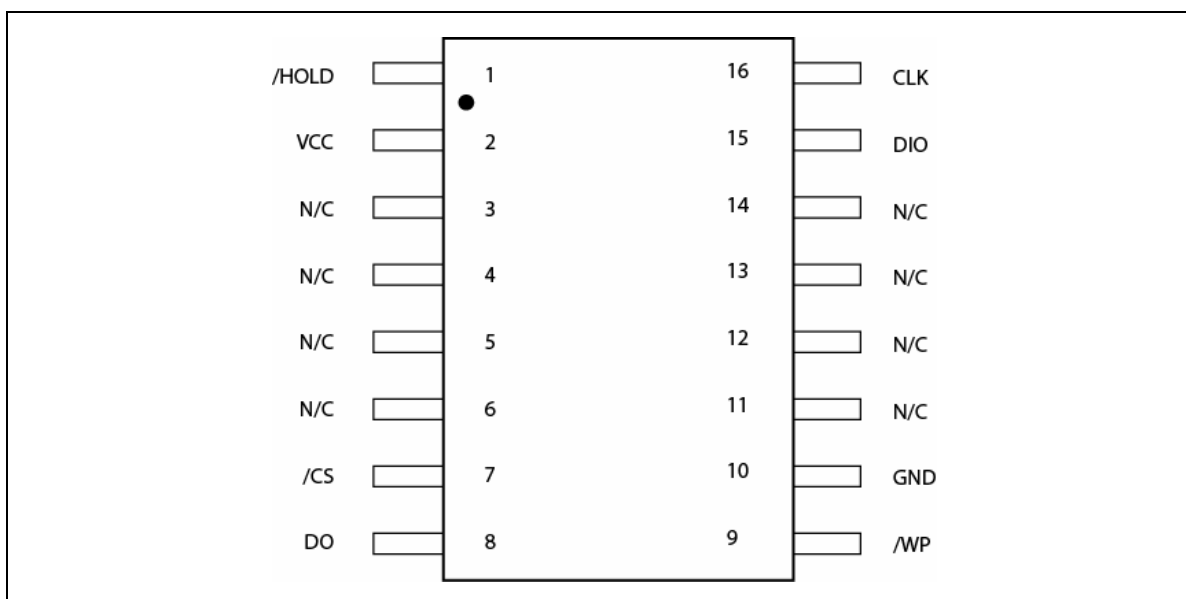 /HOLD 1 16 CLK
VCC 2 15 DIO
N/C 3 14 N/C
N/C 4 13 N/C
N/C 5 12 N/C
N/C 6 11 N/C
/CS 7 10 GND
DO 8 9 /WP